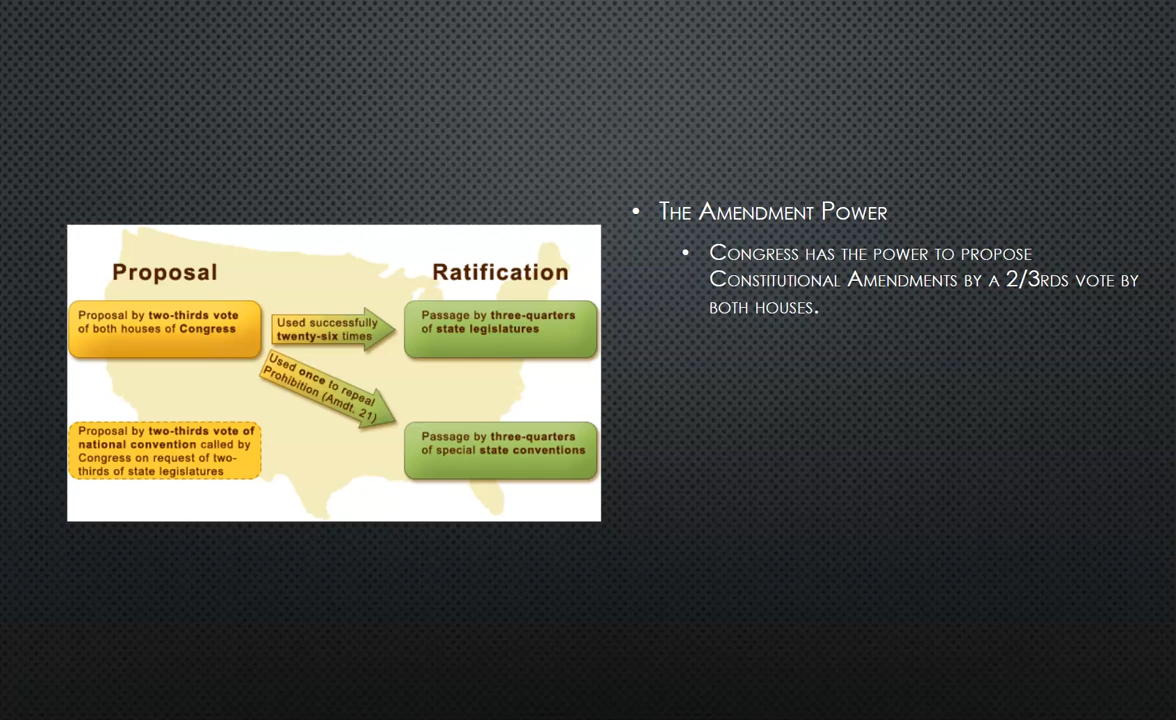 Proposal
Ratification
Proposal by two-thirds vote
of both houses of Congress
Used successfully
twenty-six times
Passage by three-quarters
of state legislatures
Used once to repeal
Prohibition (Amdt. 21)
Proposal by two-thirds vote of
national convention called by
Congress on request of two-
thirds of state legislatures
Passage by three-quarters
of special state conventions
• The Amendment Power
• Congress has the power to propose
Constitutional Amendments by a 2/3rds vote by
both houses.